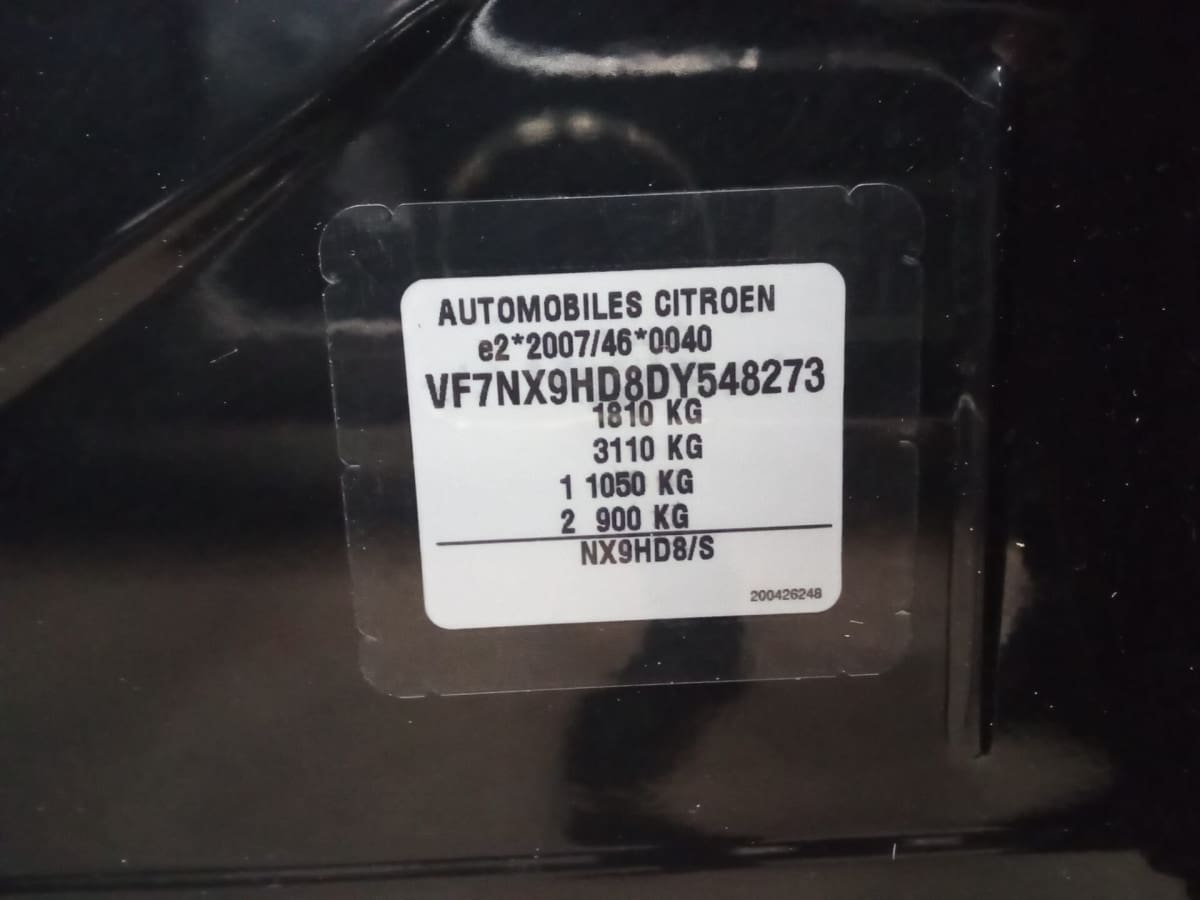 AUTOMOBILES CITROEN
e2*2007/46*0040
VF7NX9HD8DY548273
1810 KG
3110 KG
1 1050 KG
2 900 KG
NX9HD8/S
200426248